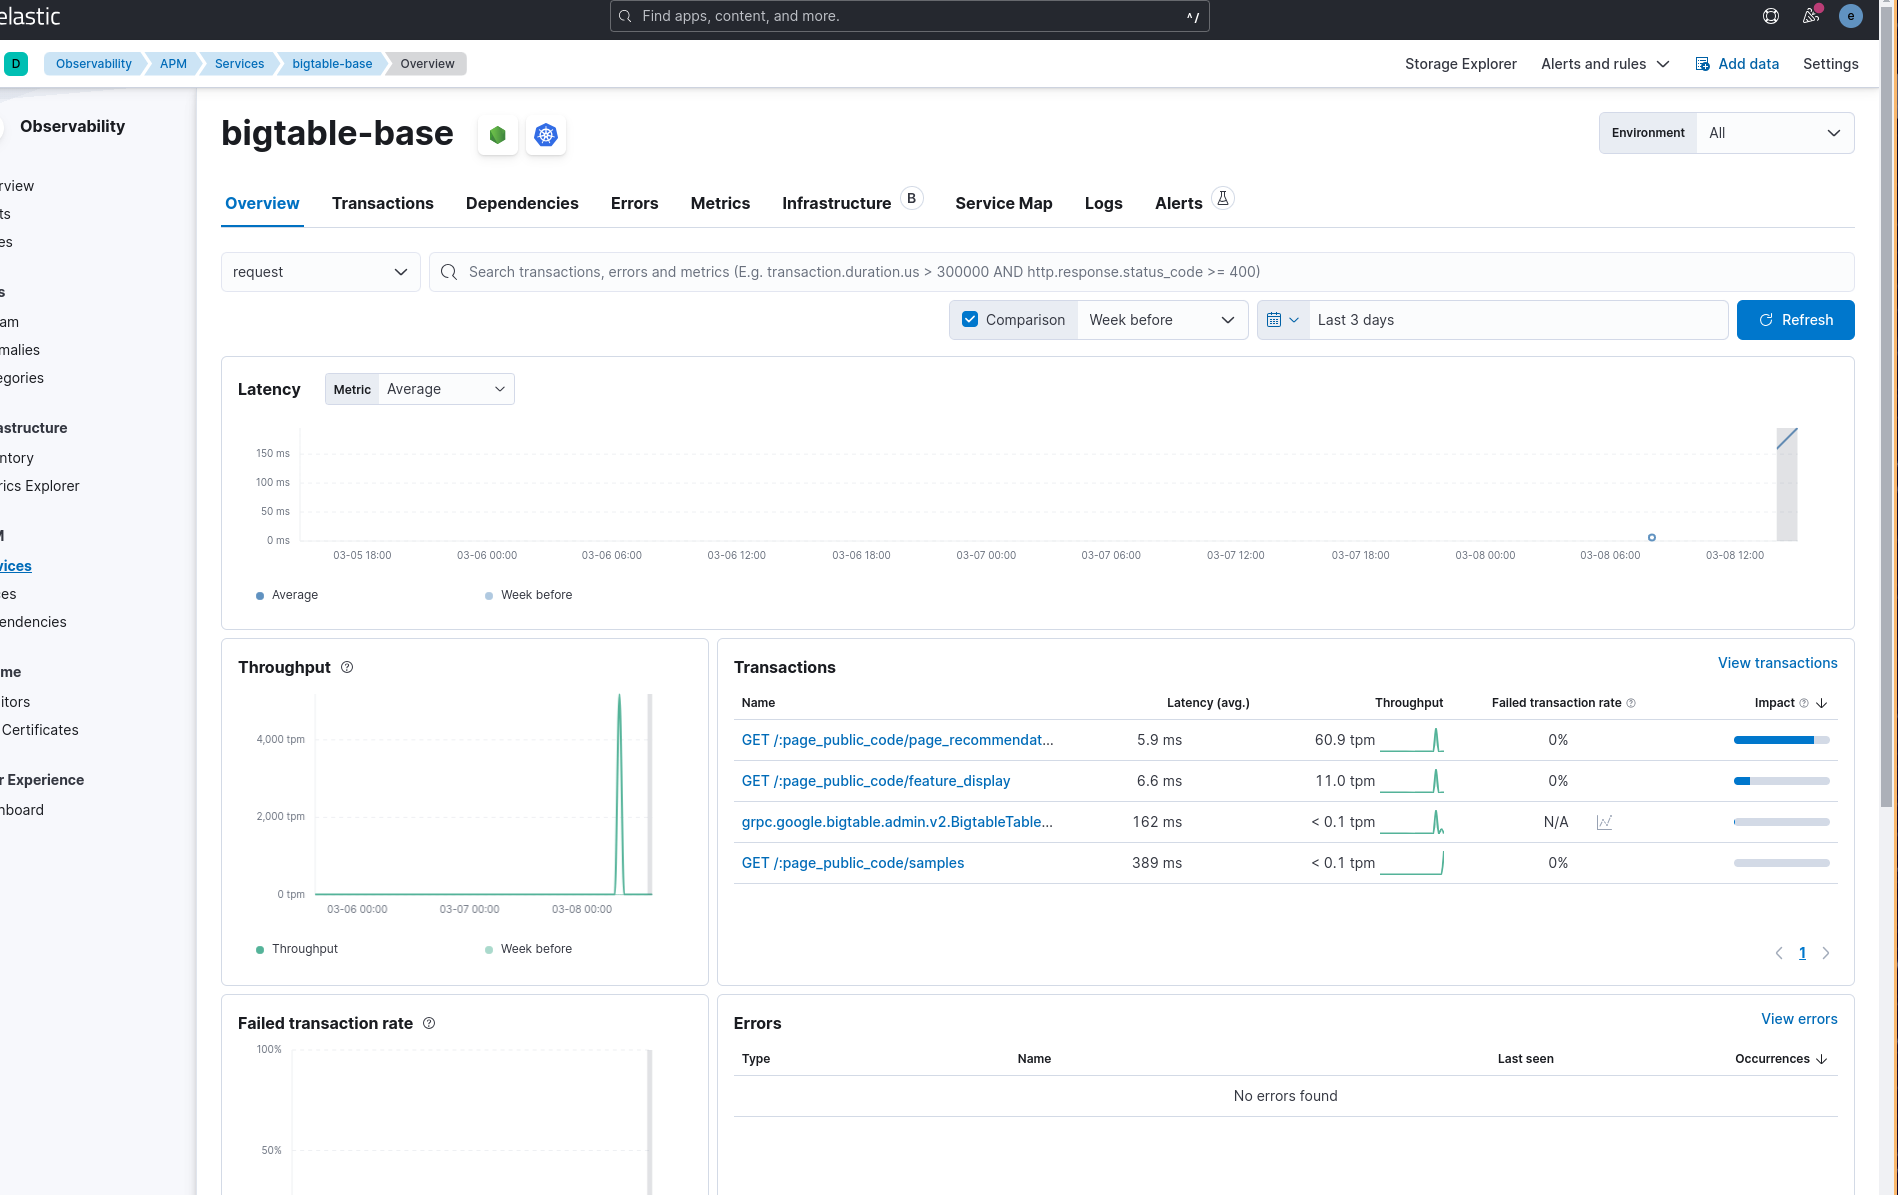 elastic
Find apps, content, and more.
^/
e
D
Observability
APM
Services
bigtable-base
Overview
Storage Explorer
Alerts and rules
Add data
Settings
Observability
rview
ts
es
s
am
malies
egories
astructure
ntory
rics Explorer
M
vices
ces
endencies
me
itors
Certificates
r Experience
hboard
bigtable-base
Environment
All
Overview
Transactions
Dependencies
Errors
Metrics
Infrastructure
B
Service Map
Logs
Alerts
request
Search transactions, errors and metrics (E.g. transaction.duration.us > 300000 AND http.response.status_code >= 400)
Comparison
Week before
Last 3 days
Refresh
Latency
Metric
Average
150 ms
100 ms
50 ms
0 ms
03-05 18:00
03-06 00:00
03-06 06:00
03-06 12:00
03-06 18:00
03-07 00:00
03-07 06:00
03-07 12:00
03-07 18:00
03-08 00:00
03-08 06:00
03-08 12:00
Average
Week before
Throughput
4,000 tpm
2,000 tpm
0 tpm
03-06 00:00
03-07 00:00
03-08 00:00
Throughput
Week before
Transactions
View transactions
Name
Latency (avg.)
Throughput
Failed transaction rate
Impact
GET /:page_public_code/page_recommendat...
5.9 ms
60.9 tpm
0%
GET /:page_public_code/feature_display
6.6 ms
11.0 tpm
0%
grpc.google.bigtable.admin.v2.BigtableTable...
162 ms
< 0.1 tpm
N/A
GET /:page_public_code/samples
389 ms
< 0.1 tpm
0%
1
Failed transaction rate
100%
50%
Errors
View errors
Type
Name
Last seen
Occurrences
No errors found